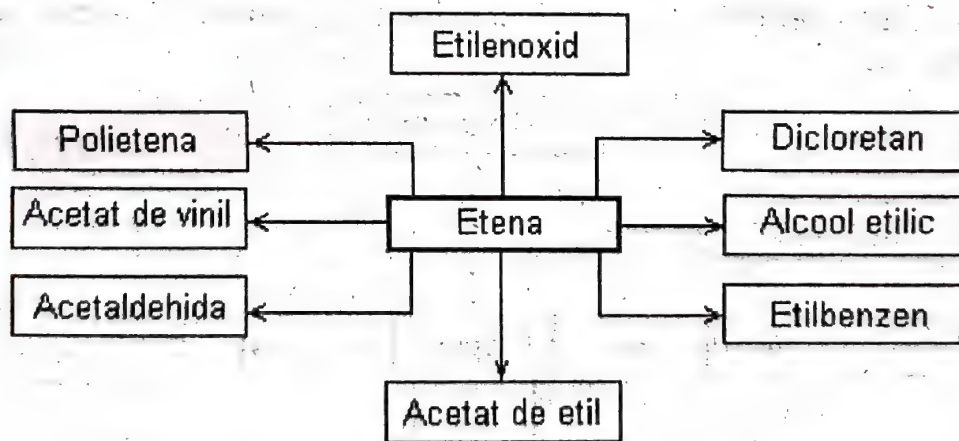 Etilenoxid
Polietena
Dicloretan
Acetat de vinil
Etena
Alcool etilic
Acetaldehida
Etilbenzen
Acetat de etil